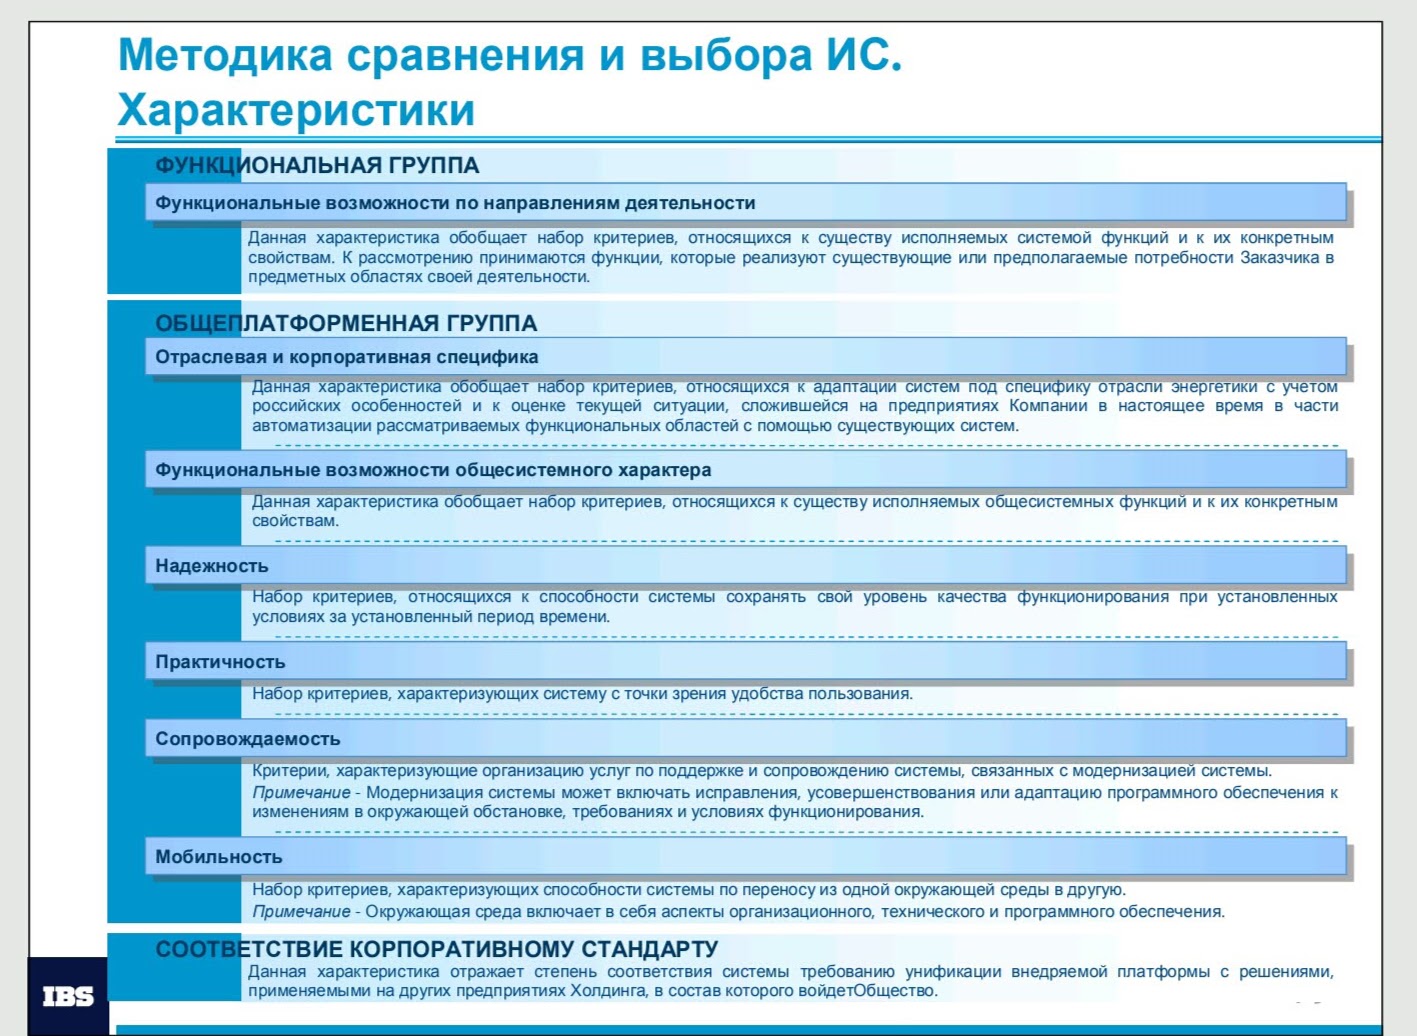 Методика сравнения и выбора ИС.
Характеристики
ФУНКЦИОНАЛЬНАЯ ГРУППА
Функциональные возможности по направлениям деятельности
Данная характеристика обобщает набор критериев, относящихся к существу исполняемых системой функций и к их конкретным
свойствам. К рассмотрению принимаются функции, которые реализуют существующие или предполагаемые потребности Заказчика в
предметных областях своей деятельности.
ОБЩЕПЛАТФОРМЕННАЯ ГРУППА
Отраслевая и корпоративная специфика
Данная характеристика обобщает набор критериев, относящихся к адаптации систем под специфику отрасли энергетики с учетом
российских особенностей и к оценке текущей ситуации, сложившейся на предприятиях Компании в настоящее время в части
автоматизации рассматриваемых функциональных областей с помощью существующих систем.
Функциональные возможности общесистемного характера
Данная характеристика обобщает набор критериев, относящихся к существу исполняемых общесистемных функций и к их конкретным
свойствам.
Надежность
Набор критериев, относящихся к способности системы сохранять свой уровень качества функционирования при установленных
условиях за установленный период времени.
Практичность
Набор критериев, характеризующих систему с точки зрения удобства пользования.
Сопровождаемость
Критерии, характеризующие организацию услуг по поддержке и сопровождению системы, связанных с модернизацией системы.
Примечание - Модернизация системы может включать исправления, усовершенствования или адаптацию программного обеспечения к
изменениям в окружающей обстановке, требованиях и условиях функционирования.
Мобильность
Набор критериев, характеризующих способности системы по переносу из одной окружающей среды в другую.
Примечание - Окружающая среда включает в себя аспекты организационного, технического и программного обеспечения.
СООТВЕТСТВИЕ КОРПОРАТИВНОМУ СТАНДАРТУ
Данная характеристика отражает степень соответствия системы требованию унификации внедряемой платформы с решениями,
применяемыми на других предприятиях Холдинга, в состав которого войдетОбщество.
IBS